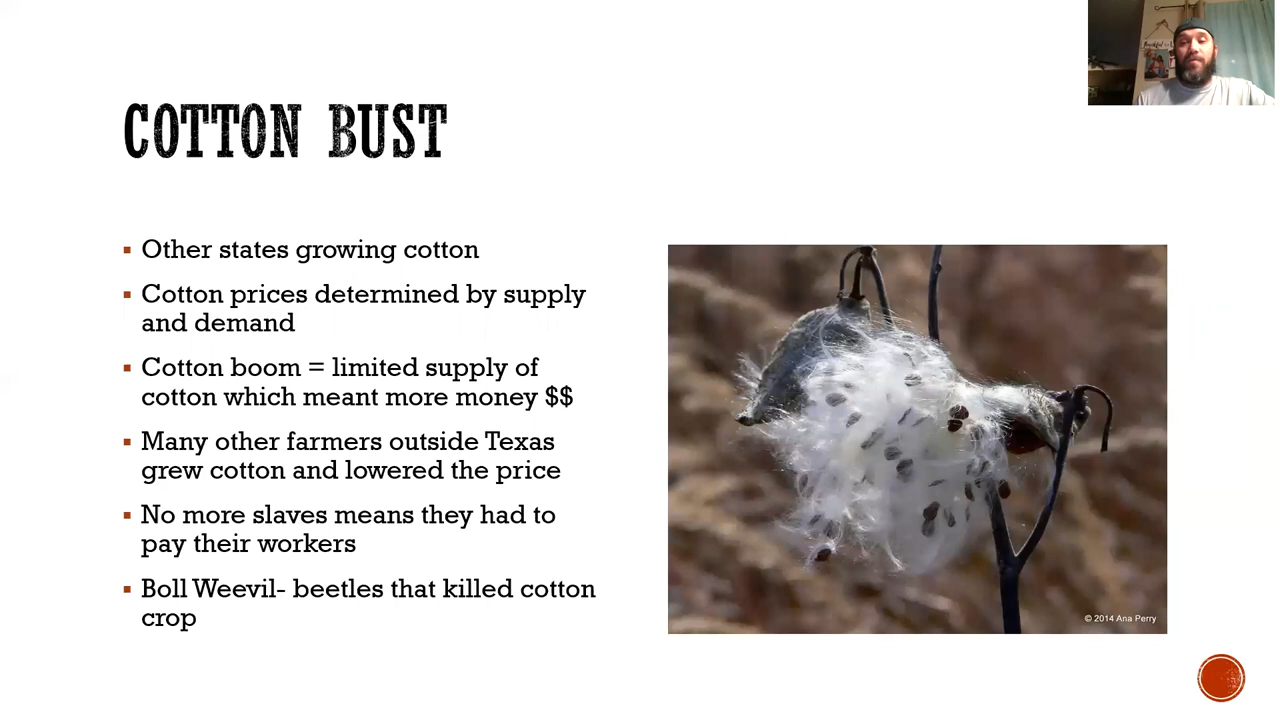 COTTON BUST
Other states growing cotton
Cotton prices determined by supply
and demand
Cotton boom = limited supply of
cotton which meant more money $$
Many other farmers outside Texas
grew cotton and lowered the price
No more slaves means they had to
pay their workers
Boll Weevil- beetles that killed cotton
crop
© 2014 Ana Perry